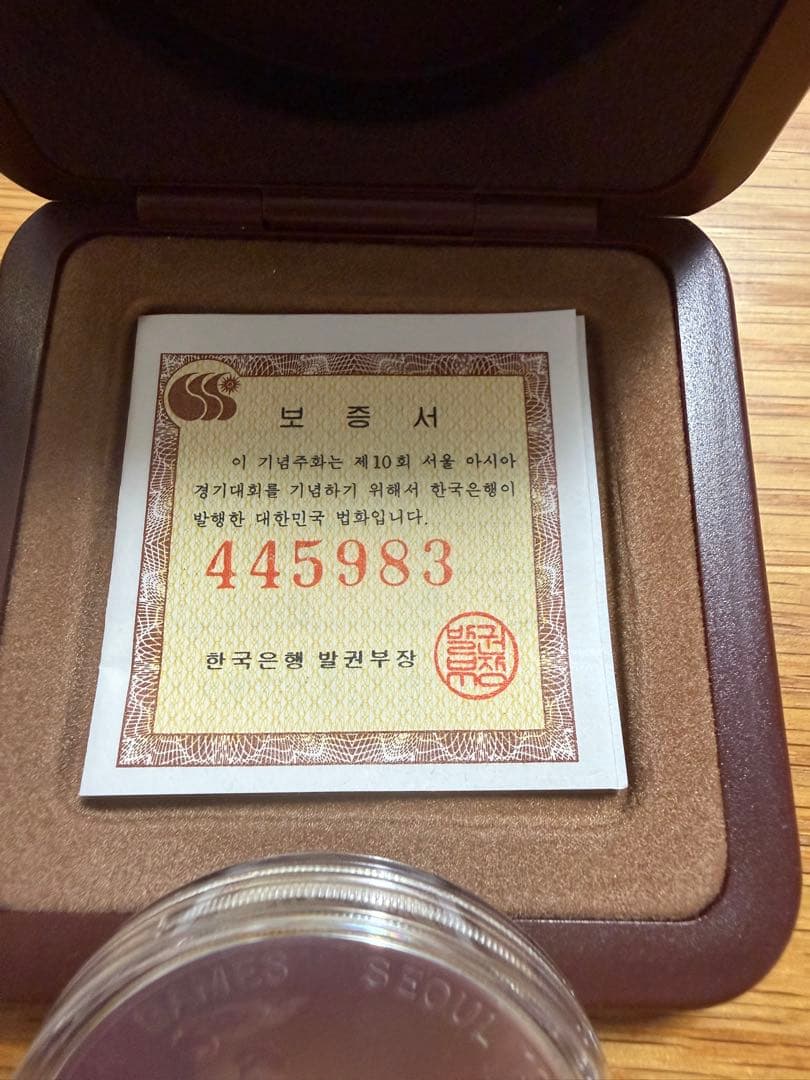 보 증 서
이 기념주화는 제10회 서울 아시아
경기대회를 기념하기 위해서 한국은행이
발행한 대한민국 법화입니다.
445983
한국은행 발권부장
발권
부장
GAMES SEOUL